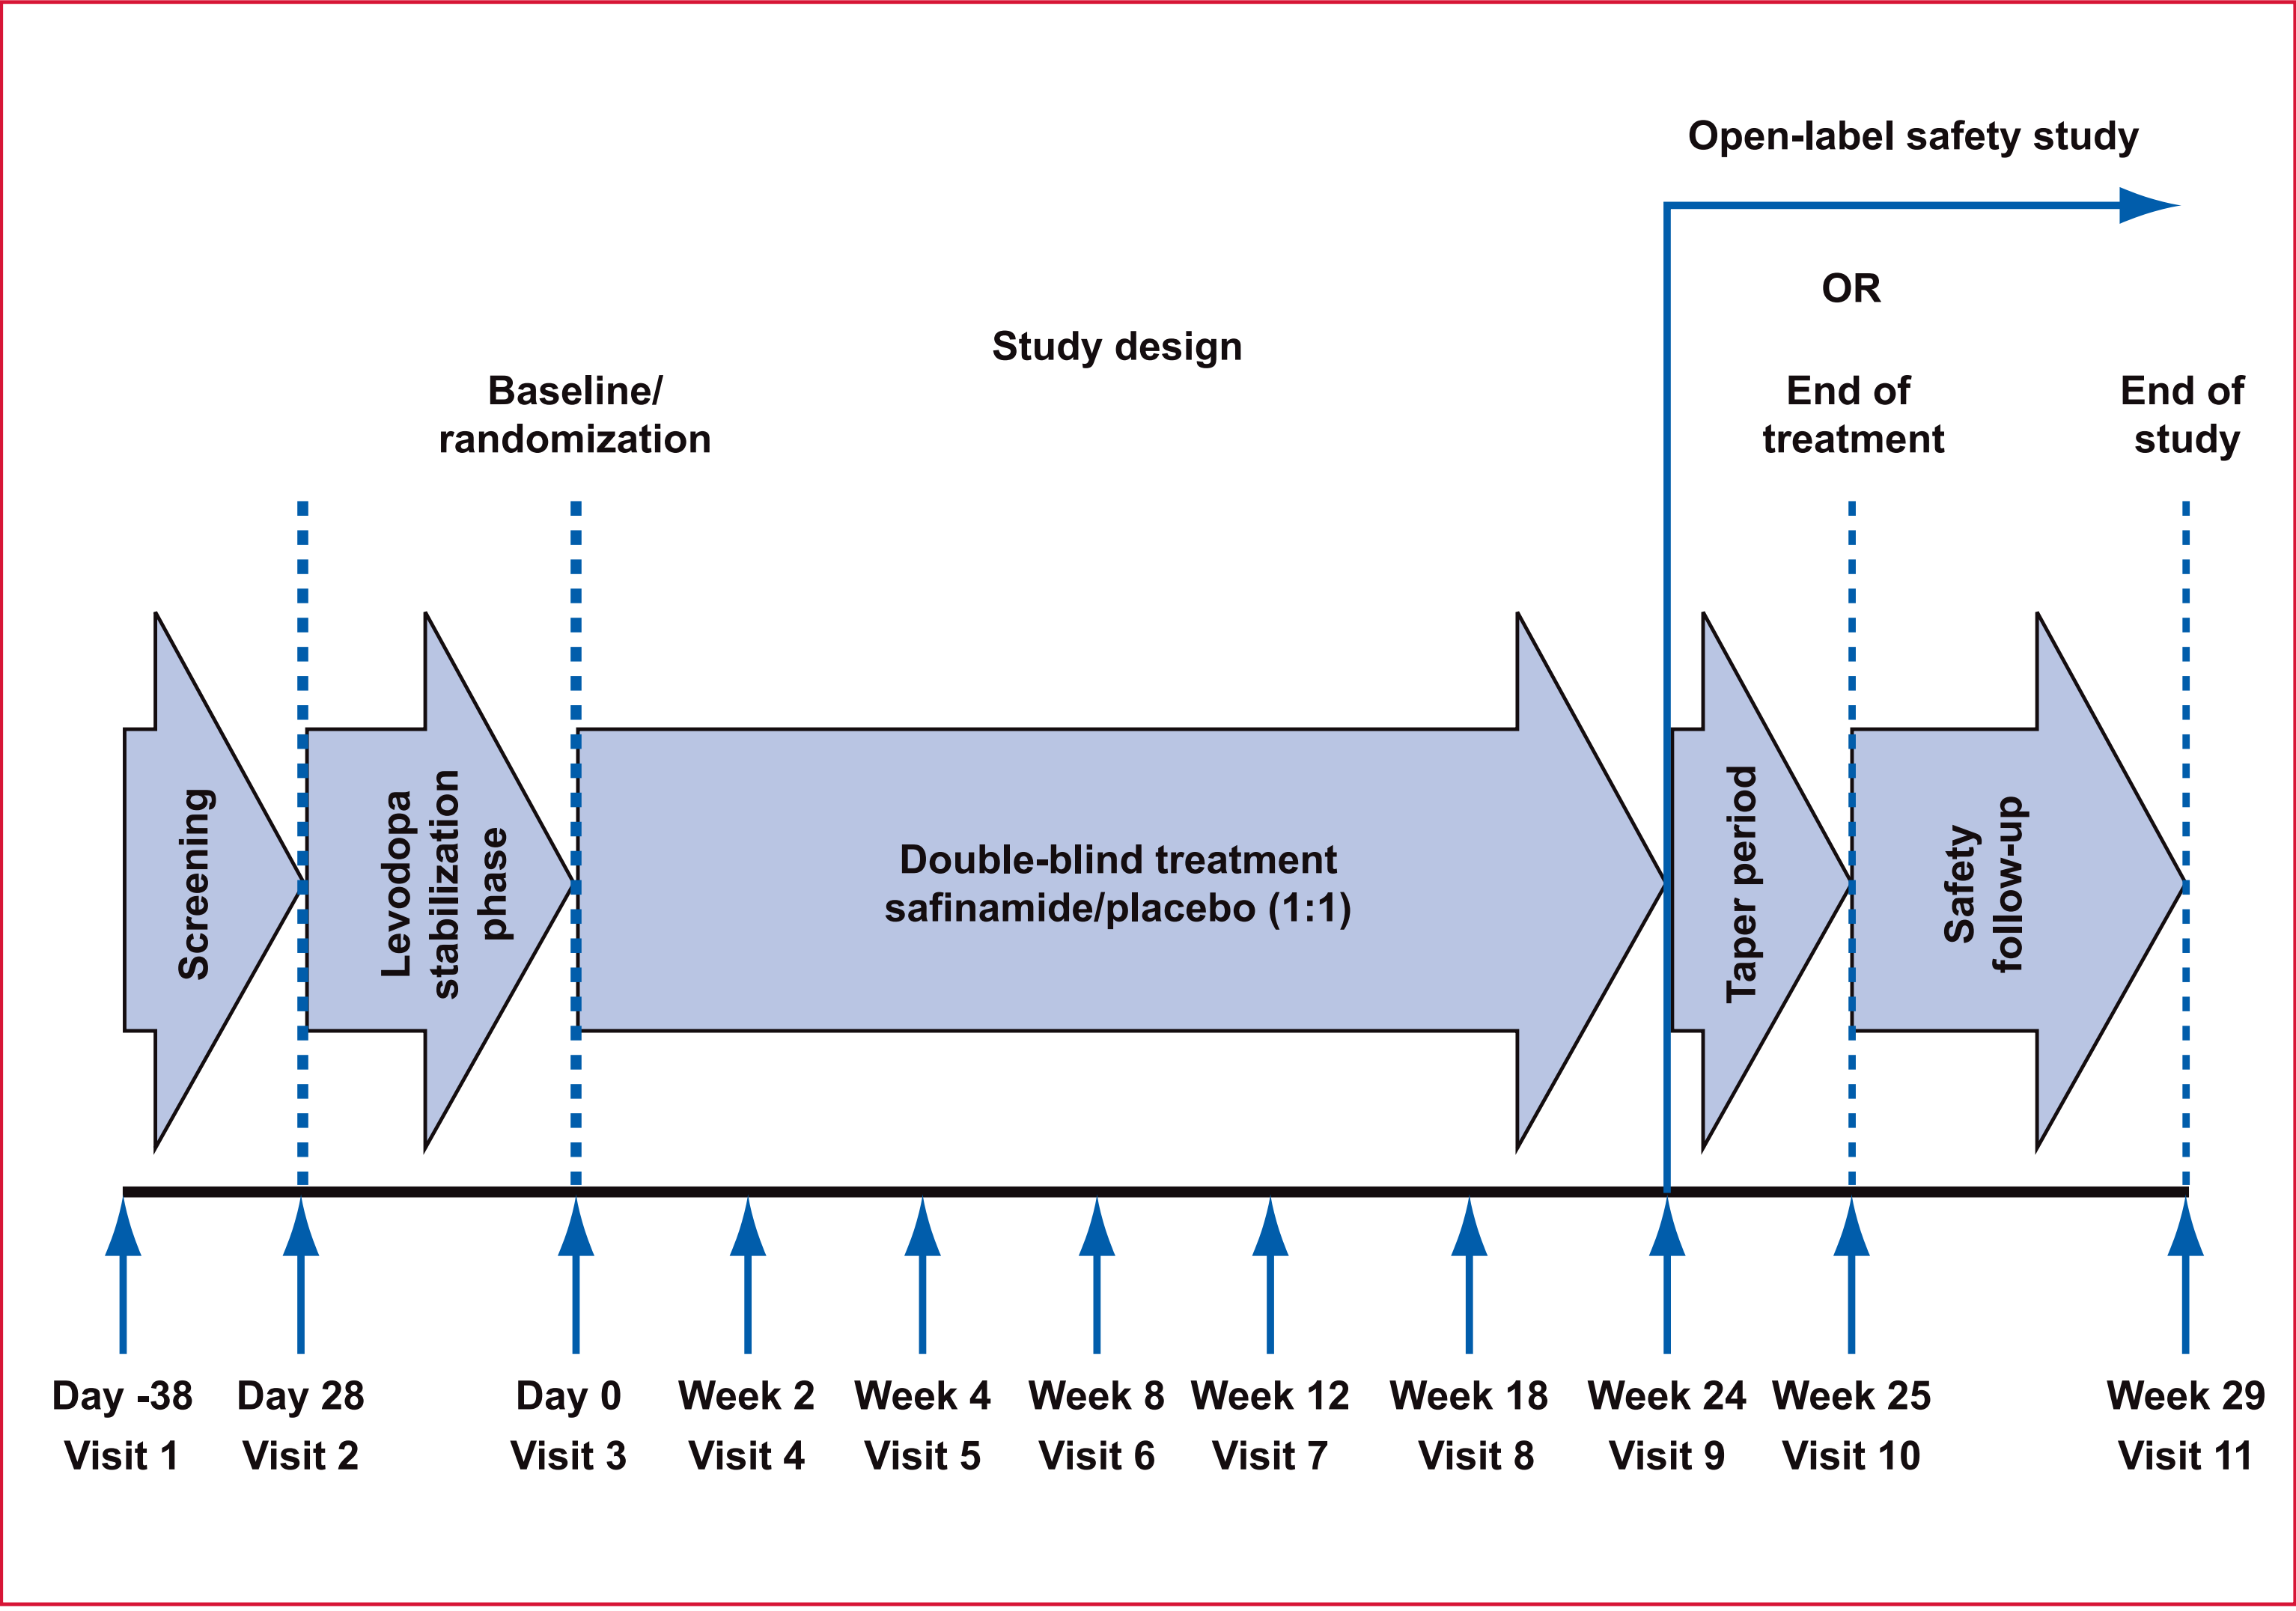 Open-label safety study
OR
Study design
Baseline/
randomization
End of
treatment
End of
study
Screening
Levodopa
stabilization
phase
Double-blind treatment
safinamide/placebo (1:1)
Taper period
Safety
follow-up
Day -38
Visit 1
Day 28
Visit 2
Day 0
Visit 3
Week 2
Visit 4
Week 4
Visit 5
Week 8
Visit 6
Week 12
Visit 7
Week 18
Visit 8
Week 24
Visit 9
Week 25
Visit 10
Week 29
Visit 11